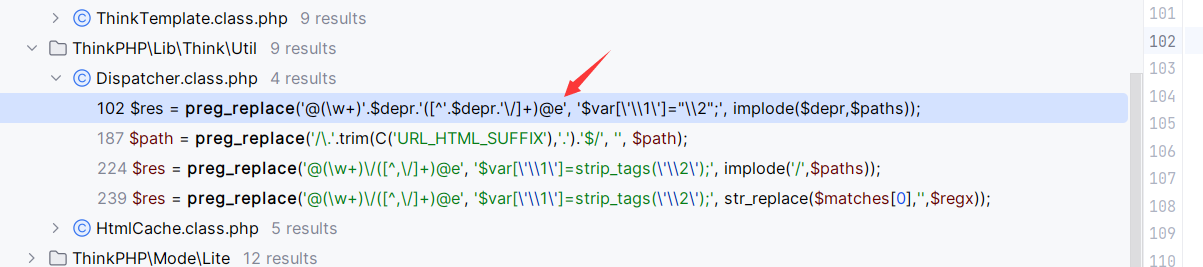 ThinkTemplate.class.php 9 results
ThinkPHP\Lib\Think\Util 9 results
Dispatcher.class.php 4 results
102 $res = preg_replace('@(\w+)'.$depr.'([^'.$depr.'\/]+)@e', '$var[\'\\1\']="\\2";', implode($depr,$paths));
187 $path = preg_replace('/\.'.trim(C('URL_HTML_SUFFIX'),'.').'$/', '', $path);
224 $res = preg_replace('@(\w+)\/([^,\/]+)@e', '$var[\'\\1\']=strip_tags(\'\\2\');', implode('/',$paths));
239 $res = preg_replace('@(\w+)\/([^,\/]+)@e', '$var[\'\\1\']=strip_tags(\'\\2\');', str_replace($matches[0],'',$regx));
HtmlCache.class.php 5 results
ThinkPHP\Mode\Lite 12 results
101
102
103
104
105
106
107
108
109
110